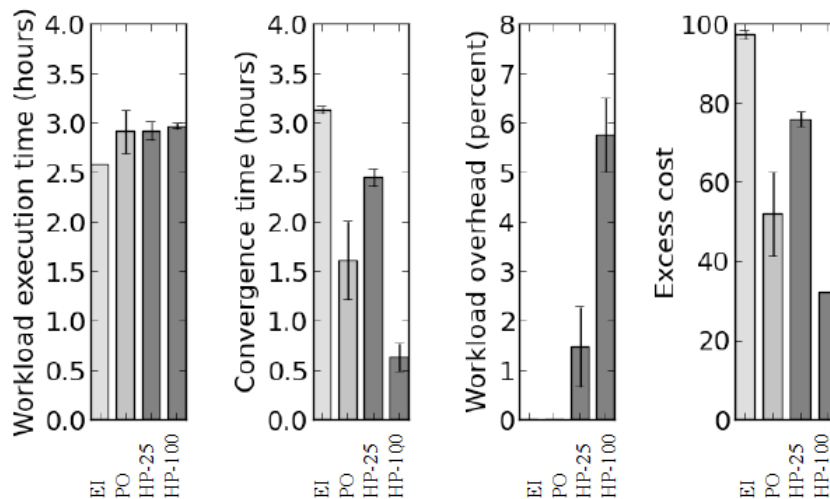 Workload execution time (hours)
4.0
3.5
3.0
2.5
2.0
1.5
1.0
0.5
0.0
EI
PO
HP-25
HP-100
Convergence time (hours)
4.0
3.5
3.0
2.5
2.0
1.5
1.0
0.5
0.0
EI
PO
HP-25
HP-100
Workload overhead (percent)
8
7
6
5
4
3
2
1
0
EI
PO
HP-25
HP-100
Excess cost
100
80
60
40
20
0
EI
PO
HP-25
HP-100